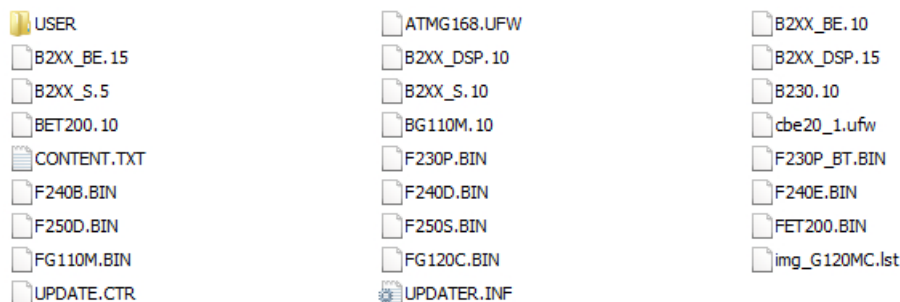 USER
ATMG168.UFW
B2XX_BE.10
B2XX_BE.15
B2XX_DSP.10
B2XX_DSP.15
B2XX_S.5
B2XX_S.10
B230.10
BET200.10
BG110M.10
cbe20_1.ufw
CONTENT.TXT
F230P.BIN
F230P_BT.BIN
F240B.BIN
F240D.BIN
F240E.BIN
F250D.BIN
F250S.BIN
FET200.BIN
FG110M.BIN
FG120C.BIN
img_G120MC.lst
UPDATE.CTR
UPDATER.INF